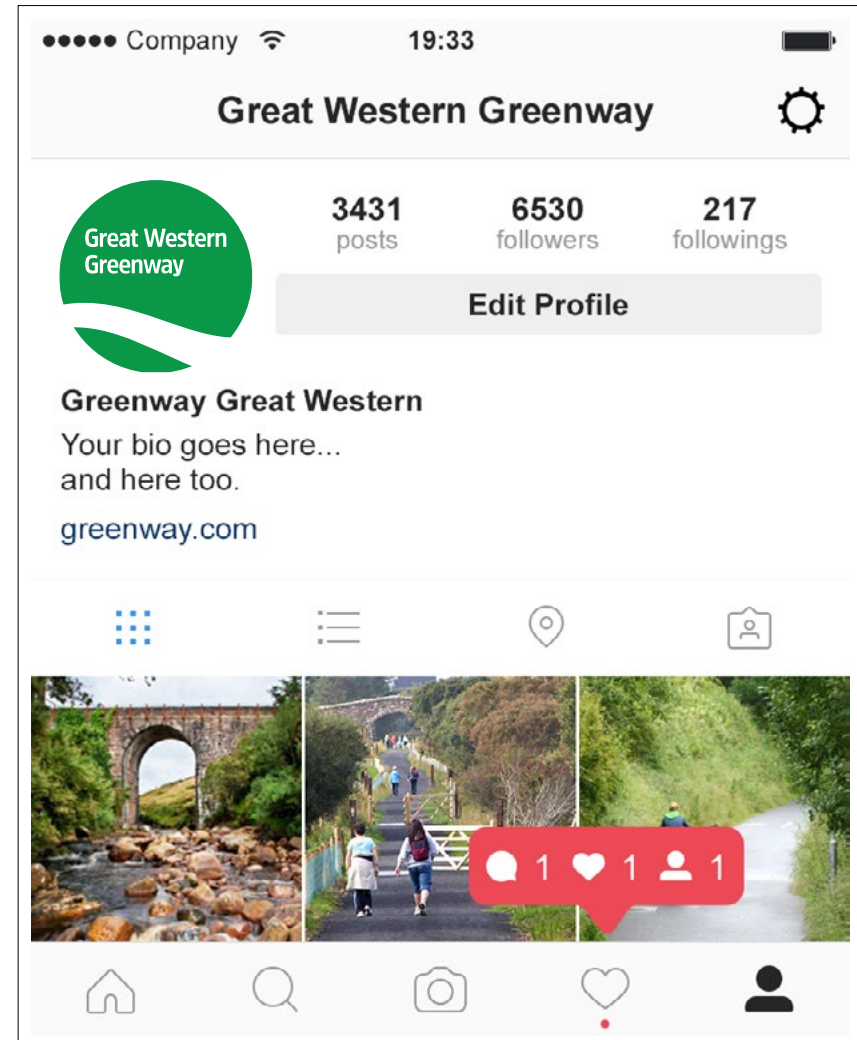 Company 19:33
Great Western Greenway
Great Western
Greenway
3431 6530 217
posts followers followings
Edit Profile
Greenway Great Western
Your bio goes here...
and here too.
greenway.com
1 1 1